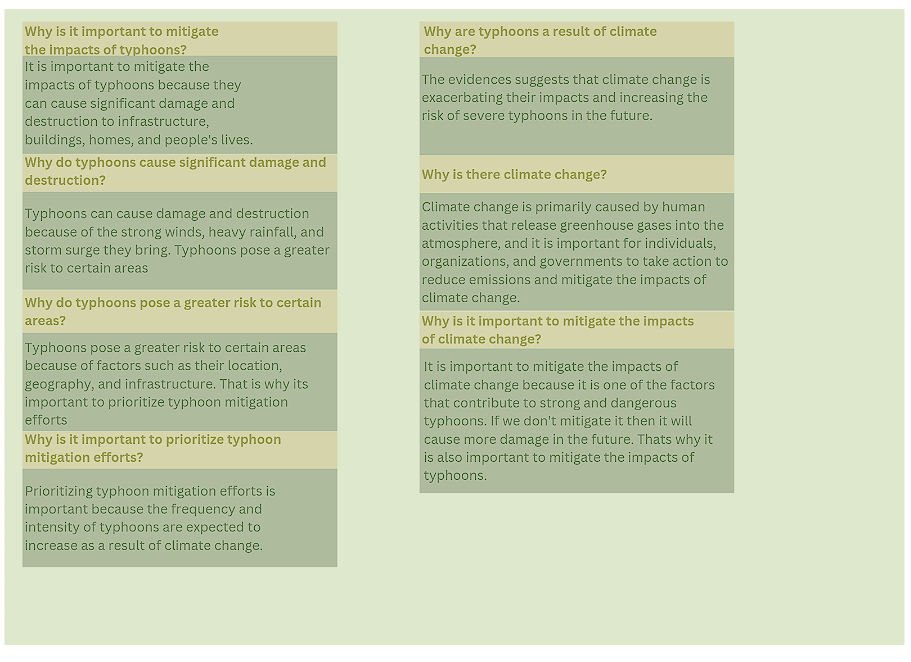 Why is it important to mitigate
the impacts of typhoons?
It is important to mitigate the
impacts of typhoons because they
can cause significant damage and
destruction to infrastructure,
buildings, homes, and people's lives.
Why do typhoons cause significant damage and
destruction?
Typhoons can cause damage and destruction
because of the strong winds, heavy rainfall, and
storm surge they bring. Typhoons pose a greater
risk to certain areas
Why do typhoons pose a greater risk to certain
areas?
Typhoons pose a greater risk to certain areas
because of factors such as their location,
geography, and infrastructure. That is why its
important to prioritize typhoon mitigation
efforts
Why is it important to prioritize typhoon
mitigation efforts?
Prioritizing typhoon mitigation efforts is
important because the frequency and
intensity of typhoons are expected to
increase as a result of climate change.
Why are typhoons a result of climate
change?
The evidences suggests that climate change is
exacerbating their impacts and increasing the
risk of severe typhoons in the future.
Why is there climate change?
Climate change is primarily caused by human
activities that release greenhouse gases into the
atmosphere, and it is important for individuals,
organizations, and governments to take action to
reduce emissions and mitigate the impacts of
climate change.
Why is it important to mitigate the impacts
of climate change?
It is important to mitigate the impacts of
climate change because it is one of the factors
that contribute to strong and dangerous
typhoons. If we don't mitigate it then it will
cause more damage in the future. Thats why it
is also important to mitigate the impacts of
typhoons.